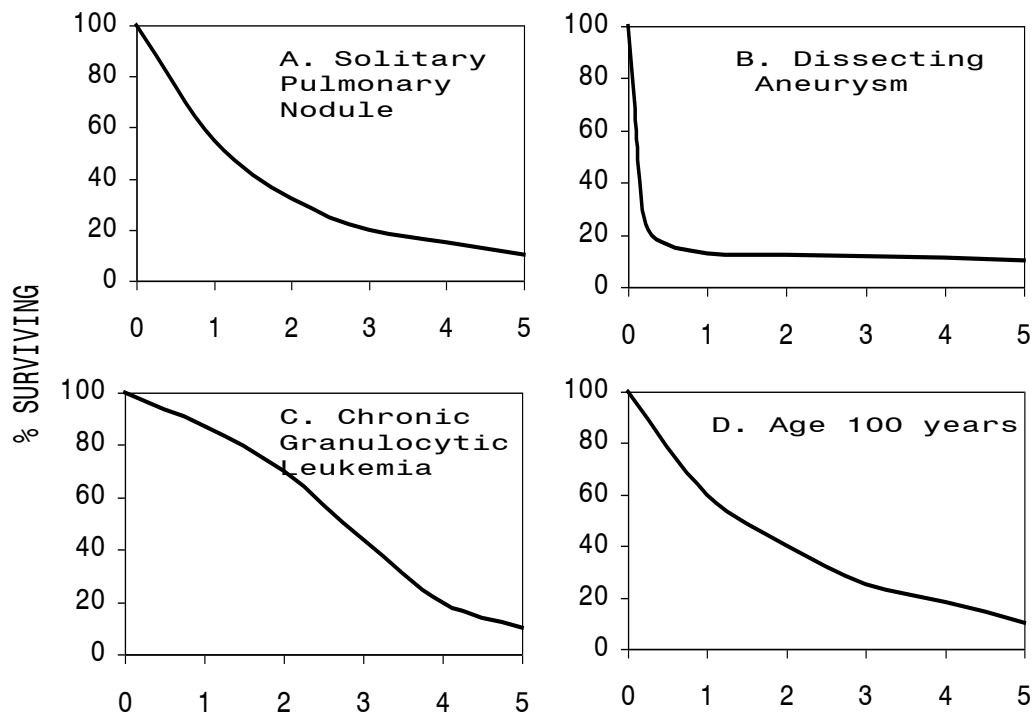 % SURVIVING
100
80
60
40
20
0
A. Solitary
Pulmonary
Nodule
0 1 2 3 4 5
100
80
60
40
20
0
B. Dissecting
Aneurysm
0 1 2 3 4 5
100
80
60
40
20
0
C. Chronic
Granulocytic
Leukemia
0 1 2 3 4 5
100
80
60
40
20
0
D. Age 100 years
0 1 2 3 4 5